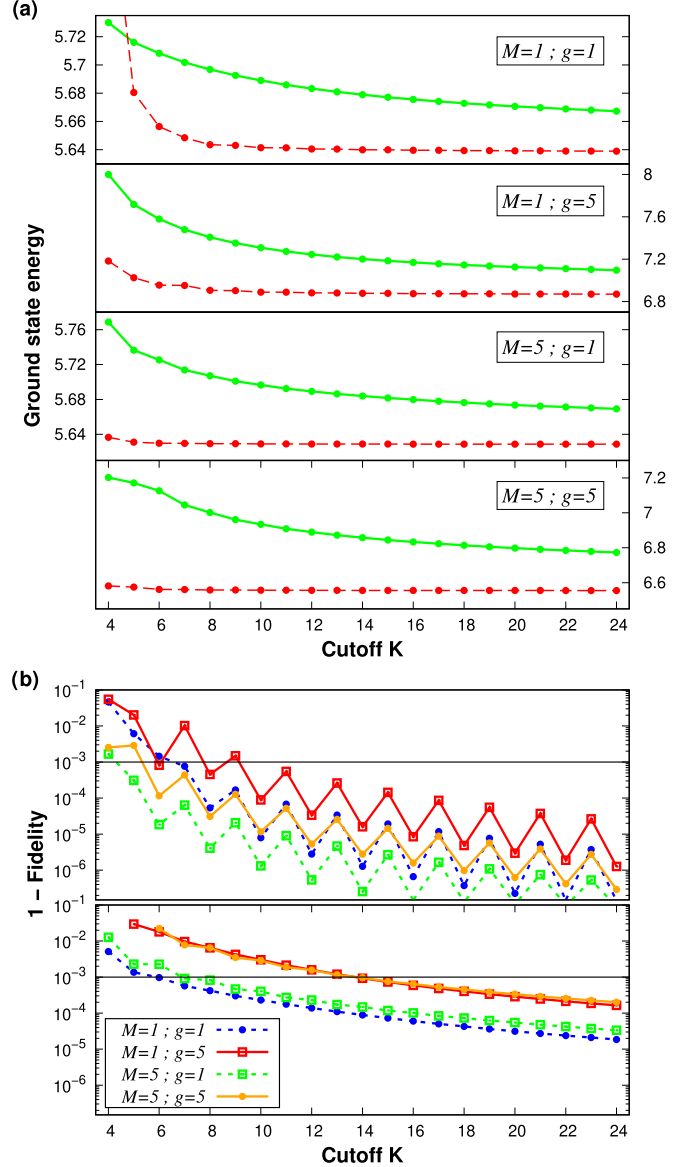 (a)
5.72
5.7
5.68
5.66
5.64
M=1 ; g=1
8
7.6
7.2
6.8
M=1 ; g=5
5.76
5.72
5.68
5.64
M=5 ; g=1
7.2
7
6.8
6.6
M=5 ; g=5
Ground state energy
4 6 8 10 12 14 16 18 20 22 24
Cutoff K
(b)
10⁻¹
10⁻²
10⁻³
10⁻⁴
10⁻⁵
10⁻⁶
10⁻¹
10⁻¹
10⁻²
10⁻³
10⁻⁴
10⁻⁵
10⁻⁶
1 − Fidelity
M=1 ; g=1
M=1 ; g=5
M=5 ; g=1
M=5 ; g=5
4 6 8 10 12 14 16 18 20 22 24
Cutoff K